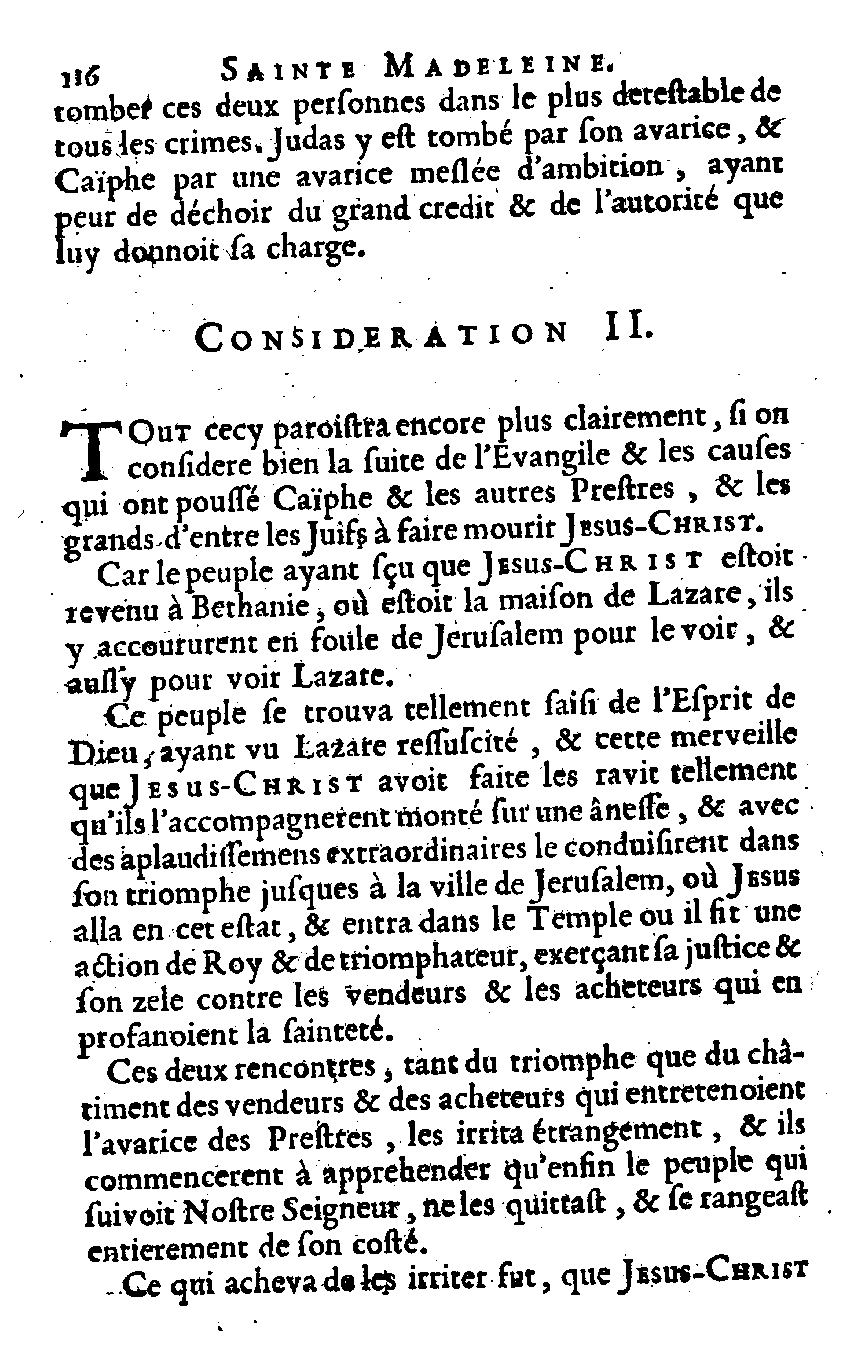 116 SAINTE MADELEINE.
tomber ces deux perſonnes dans le plus deteſtable de
tous les crimes. Judas y eſt tombé par ſon avarice, &
Caïphe par une avarice meſlée d'ambition, ayant
peur de déchoir du grand credit & de l'autorité que
luy donnoit ſa charge.
CONSIDERATION II.
TOUT cecy paroiſtra encore plus clairement, ſi on
conſidere bien la ſuite de l'Evangile & les cauſes
qui ont pouſſé Caïphe & les autres Preſtres, & les
grands d'entre les Juifs à faire mourir JESUS-CHRIST.
Car le peuple ayant ſçu que JESUS-CHRIST eſtoit
revenu à Bethanie, où eſtoit la maiſon de Lazare, ils
y accoururent en foule de Jeruſalem pour le voir, &
auſſy pour voir Lazare.
Ce peuple ſe trouva tellement ſaiſi de l'Eſprit de
Dieu, ayant vu Lazare reſſuſcité, & cette merveille
que JESUS-CHRIST avoit faite les ravit tellement
qu'ils l'accompagnerent monté ſur une âneſſe, & avec
des aplaudiſſemens extraordinaires le conduiſirent dans
ſon triomphe juſques à la ville de Jeruſalem, où JESUS
alla en cet eſtat, & entra dans le Temple ou il fit une
action de Roy & de triomphateur, exerçant ſa juſtice &
ſon zele contre les vendeurs & les acheteurs qui en
profanoient la ſainteté.
Ces deux rencontres, tant du triomphe que du châ-
timent des vendeurs & des acheteurs qui entretenoient
l'avarice des Preſtres, les irrita étrangement, & ils
commencerent à apprehender qu'enfin le peuple qui
ſuivoit Noſtre Seigneur, ne les quittaſt, & ſe rangeaſt
entierement de ſon coſté.
Ce qui acheva de les irriter fut, que JESUS-CHRIST